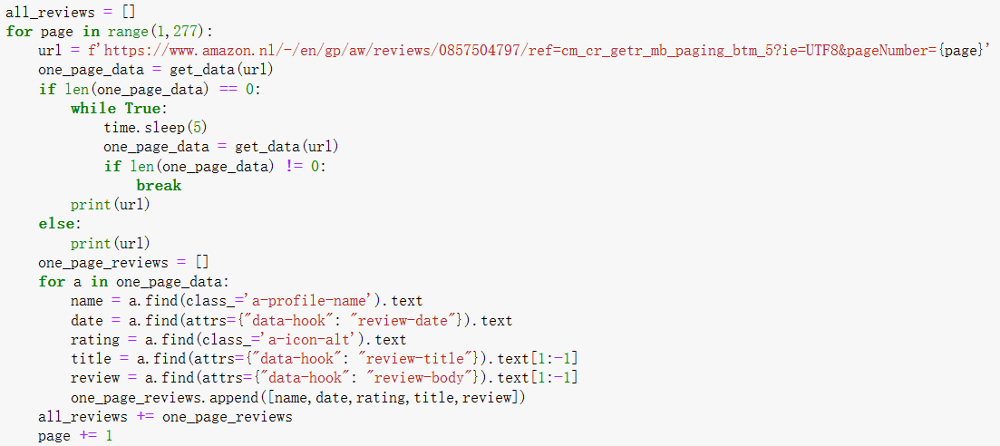 all_reviews = []
for page in range(1,277):
    url = f'https://www.amazon.nl/-/en/gp/aw/reviews/0857504797/ref=cm_cr_getr_mb_paging_btm_5?ie=UTF8&pageNumber={page}'
    one_page_data = get_data(url)
    if len(one_page_data) == 0:
        while True:
            time.sleep(5)
            one_page_data = get_data(url)
            if len(one_page_data) != 0:
                break
        print(url)
    else:
        print(url)
    one_page_reviews = []
    for a in one_page_data:
        name = a.find(class_='a-profile-name').text
        date = a.find(attrs={"data-hook": "review-date"}).text
        rating = a.find(class_='a-icon-alt').text
        title = a.find(attrs={"data-hook": "review-title"}).text[1:-1]
        review = a.find(attrs={"data-hook": "review-body"}).text[1:-1]
        one_page_reviews.append([name,date,rating,title,review])
    all_reviews += one_page_reviews
    page += 1